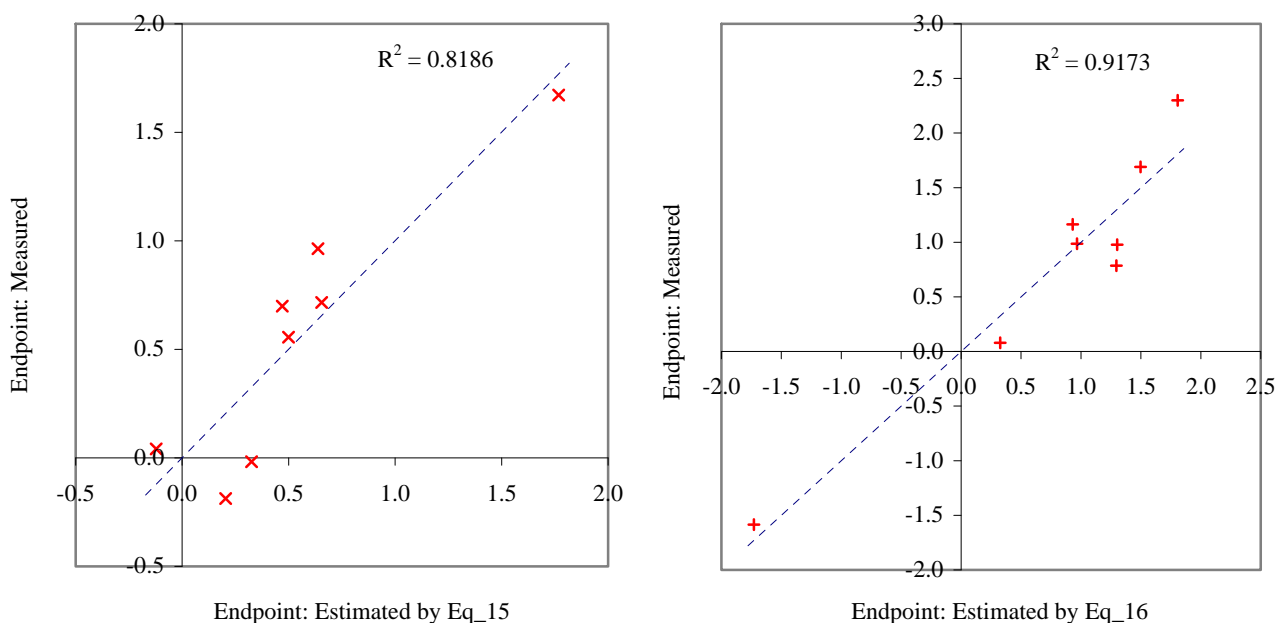 2.0
R² = 0.8186
1.5
1.0
0.5
0.0
-0.5 0.0 0.5 1.0 1.5 2.0
-0.5
Endpoint: Measured
Endpoint: Estimated by Eq_15
3.0
R² = 0.9173
2.5
2.0
1.5
1.0
0.5
0.0
-2.0 -1.5 -1.0 -0.5 0.0 0.5 1.0 1.5 2.0 2.5
-0.5
-1.0
-1.5
-2.0
Endpoint: Measured
Endpoint: Estimated by Eq_16